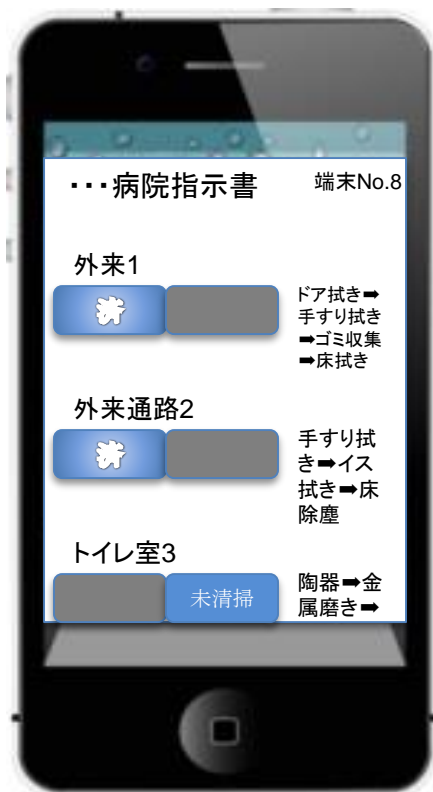 ・・・病院指示書
端末No.8
外来1
済
ドア拭き➡
手すり拭き
➡ゴミ収集
➡床拭き
外来通路2
済
手すり拭
き➡イス
拭き➡床
除塵
トイレ室3
未清掃
陶器➡金
属磨き➡